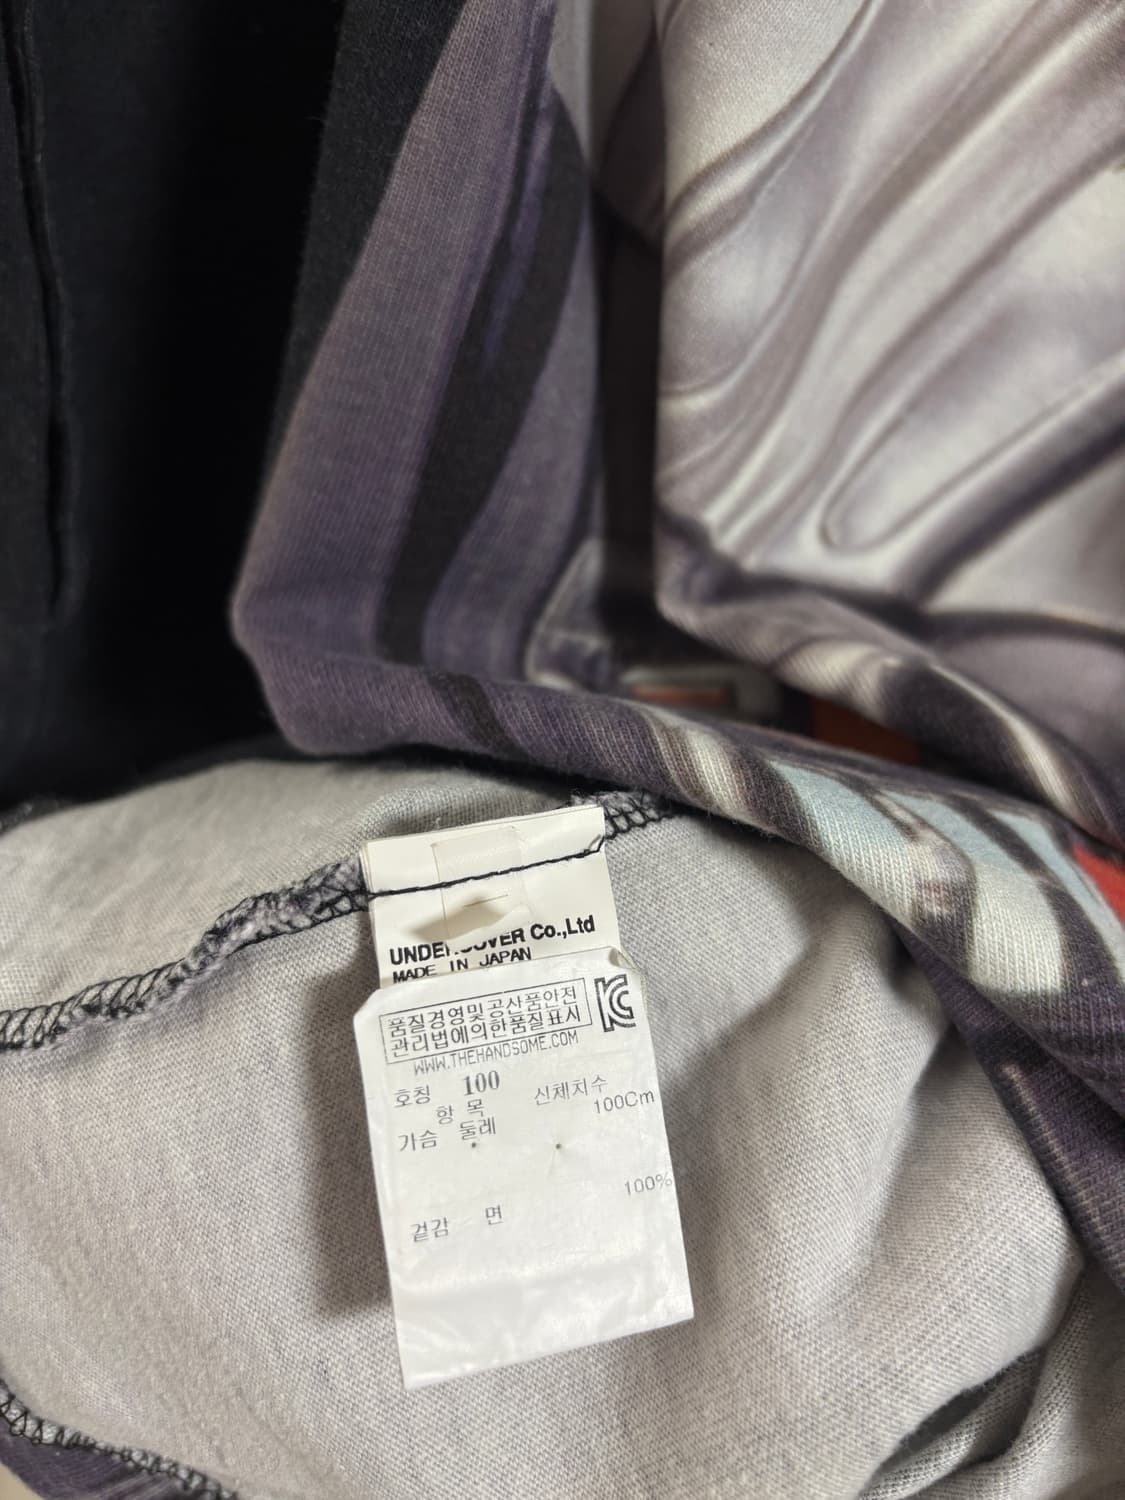 UNDERCOVER Co.,Ltd
MADE IN JAPAN
품질경영및공산품안전
관리법에의한품질표시
WWW.THEHANDSOME.COM
호칭 100 신체치수
항 목 100Cm
가슴 둘레
100%
겉감 면